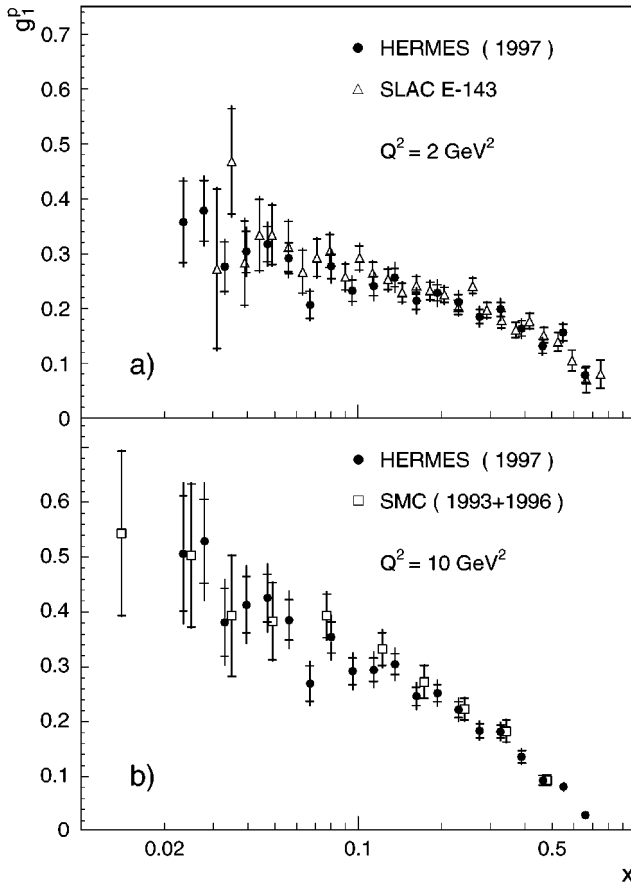 g₁ᵖ
0.7
HERMES ( 1997 )
SLAC E-143
0.6
Q² = 2 GeV²
0.5
0.4
0.3
0.2
0.1
a)
0
HERMES ( 1997 )
0.6
SMC ( 1993+1996 )
Q² = 10 GeV²
0.5
0.4
0.3
0.2
0.1
b)
0
0.02 0.1 0.5
x